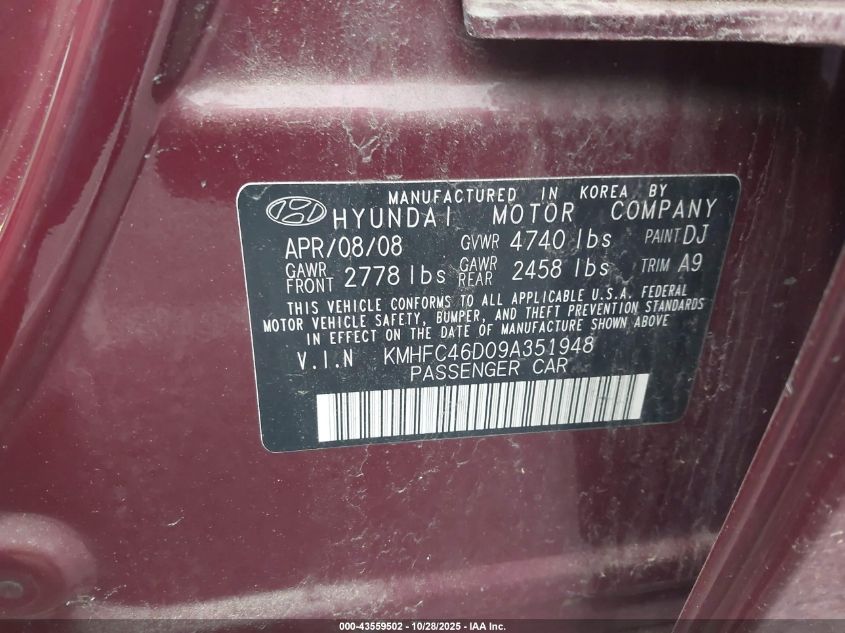 MANUFACTURED IN KOREA BY
HYUNDAI MOTOR COMPANY
APR/08/08 GVWR 4740 lbs PAINT DJ
GAWR FRONT 2778 lbs GAWR REAR 2458 lbs TRIM A9
THIS VEHICLE CONFORMS TO ALL APPLICABLE U.S.A. FEDERAL
MOTOR VEHICLE SAFETY, BUMPER, AND THEFT PREVENTION STANDARDS
IN EFFECT ON THE DATE OF MANUFACTURE SHOWN ABOVE
V.I.N KMHFC46D09A351948
PASSENGER CAR
000-43559502 - 10/28/2025 - IAA Inc.